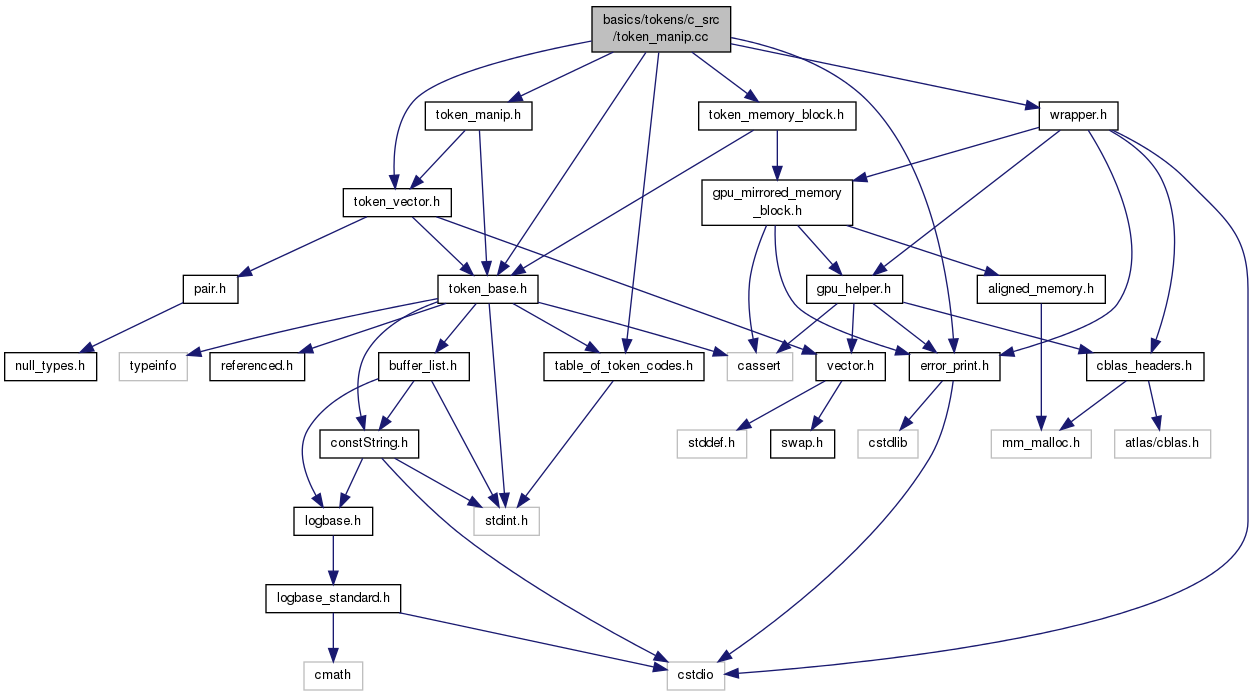 basics/tokens/c_src
/token_manip.cc
token_manip.h
token_memory_block.h
wrapper.h
token_vector.h
gpu_mirrored_memory
_block.h
pair.h
token_base.h
gpu_helper.h
aligned_memory.h
null_types.h
typeinfo
referenced.h
buffer_list.h
table_of_token_codes.h
cassert
vector.h
error_print.h
cblas_headers.h
constString.h
stddef.h
swap.h
cstdlib
mm_malloc.h
atlas/cblas.h
logbase.h
stdint.h
logbase_standard.h
cmath
cstdio